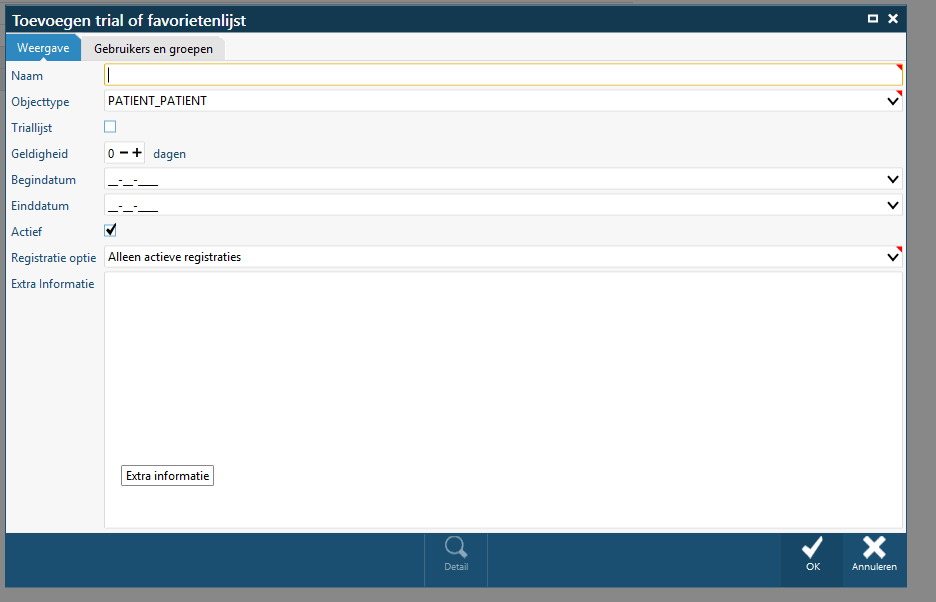 Toevoegen trial of favorietenlijst
Weergave
Gebruikers en groepen
Naam
Objecttype PATIENT_PATIENT
Triallijst
Geldigheid 0 dagen
Begindatum __-__-____
Einddatum __-__-____
Actief
Registratie optie Alleen actieve registraties
Extra Informatie
Extra informatie
Detail
OK
Annuleren